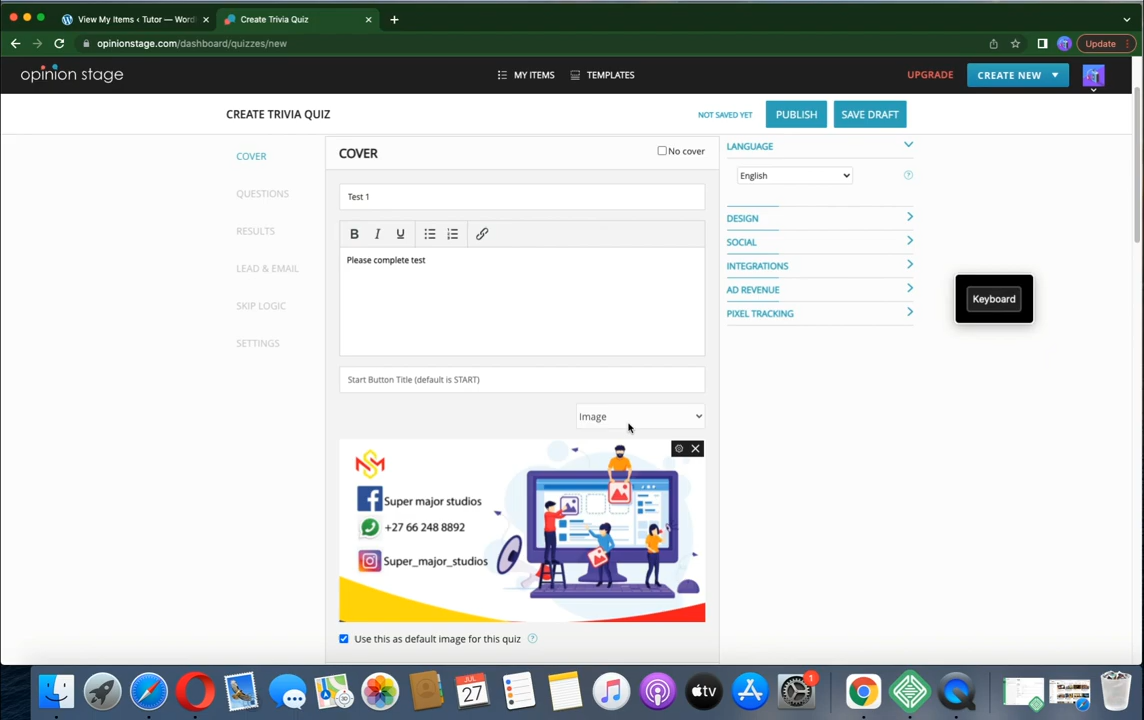 View My Items ‹ Tutor — Word
Create Trivia Quiz
opinionstage.com/dashboard/quizzes/new
Update
opinion stage
MY ITEMS
TEMPLATES
UPGRADE
CREATE NEW
CREATE TRIVIA QUIZ
NOT SAVED YET
PUBLISH
SAVE DRAFT
COVER
QUESTIONS
RESULTS
LEAD & EMAIL
SKIP LOGIC
SETTINGS
COVER
No cover
Test 1
B I U
Please complete test
Start Button Title (default is START)
Image
Super major studios
+27 66 248 8892
Super_major_studios
Use this as default image for this quiz
LANGUAGE
English
DESIGN
SOCIAL
INTEGRATIONS
AD REVENUE
PIXEL TRACKING
Keyboard
JUL
27
tv
1